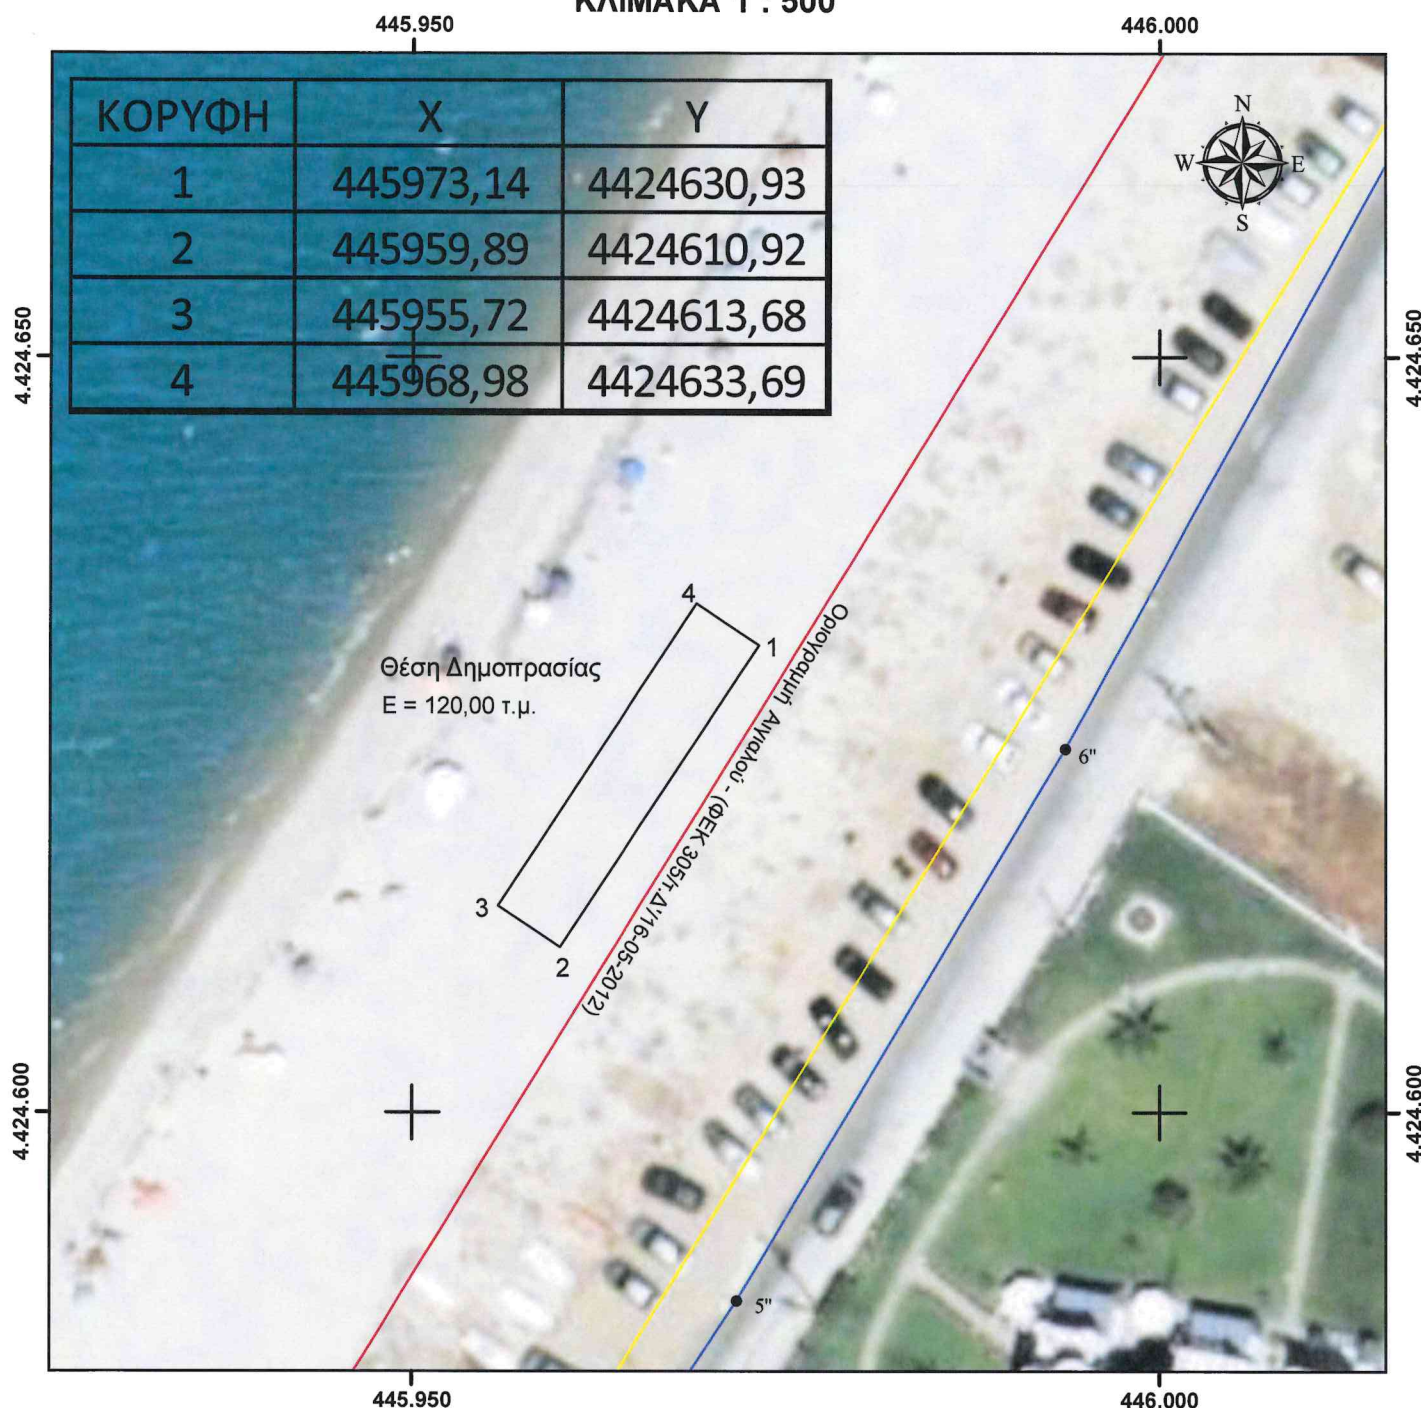 ΚΛΙΜΑΚΑ 1 : 500
445.950
446.000
ΚΟΡΥΦΗ X Y
1 445973,14 4424630,93
2 445959,89 4424610,92
3 445955,72 4424613,68
4 445968,98 4424633,69
N
W E
S
4.424.650
4.424.650
4
1
Θέση Δημοπρασίας
Ε = 120,00 τ.μ.
Οριογραμμή Αιγιαλού - (ΦΕΚ 305/τ.Δ'/16-05-2012)
6"
3
2
4.424.600
4.424.600
5"
445.950
446.000